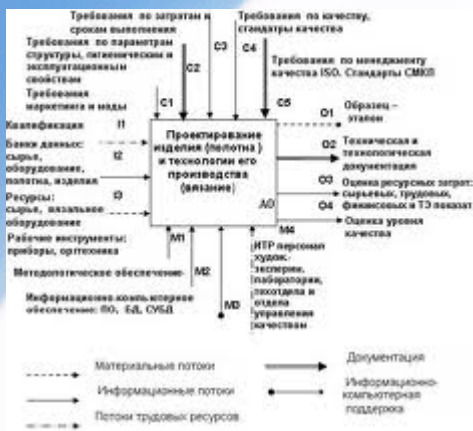 Требования по затратам и
срокам выполнения
Требования по качеству,
стандарты качества
Требования по параметрам
структуры, гигиеническим и
эксплуатационным
свойствам
Требования по менеджменту
качества ISO. Стандарты СМКП
Требования
маркетинга и моды
C1
C2
C3
C4
C5
Квалефикация
I1
Банки данных:
сырья,
оборудование,
полотна, изделия
I2
Ресурсы:
сырье, вязальное
оборудование
I3
Проектирование
изделия (полотна )
и технологии его
производства
(вязание)
АО
O1
Образец –
эталон
O2
Техническая и
технологическая
документация
O3
Оценка ресурсных затрат:
сырьевых, трудовых,
финансовых и ТЭ показат
O4
Оценка уровня
качества
Рабочие инструменты:
приборы, оргтехника
M1
Методологическое обеспечение
M2
Информационно-компьютерное
обеспечение: ПО, БД, СУБД
M3
M4
ИТР персонал
худож.-
эксперии,
лаборатории,
техотдела и
отдела
управления
качеством
Материальные потоки
Информационные потоки
Потоки трудовых ресурсов
Документация
Информационно-
компьютерная
поддержка